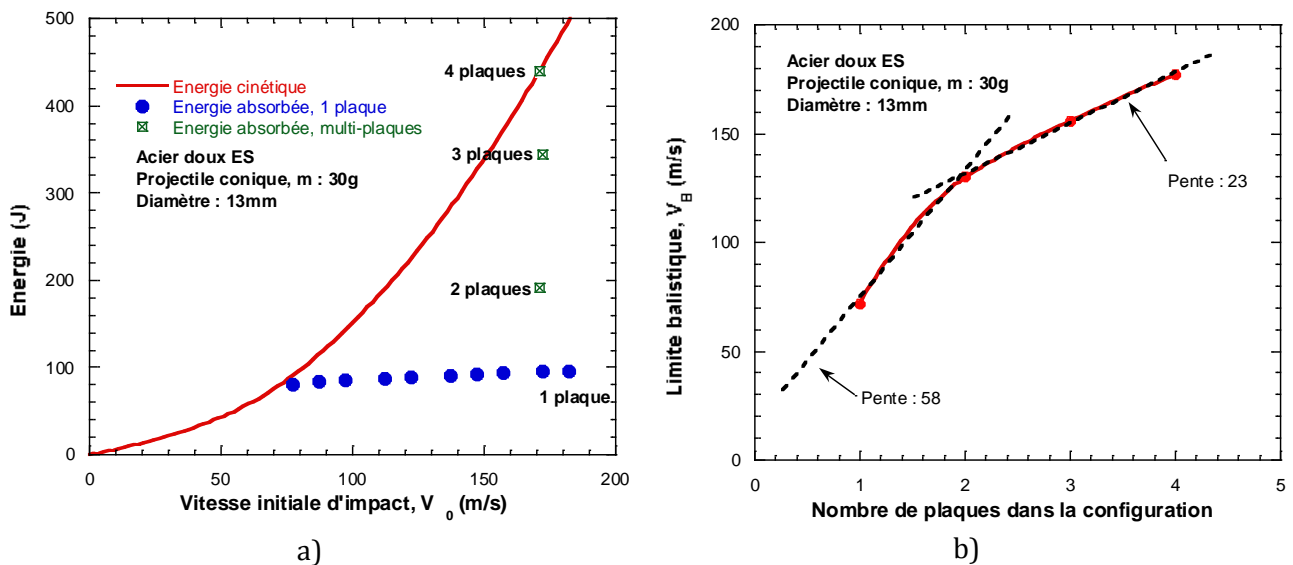 500
400
300
200
100
0
0
50
100
150
200
Energie (J)
Vitesse initiale d'impact, V 0 (m/s)
Energie cinétique
Energie absorbée, 1 plaque
Energie absorbée, multi-plaques
Acier doux ES
Projectile conique, m : 30g
Diamètre : 13mm
4 plaques
3 plaques
2 plaques
1 plaque
a)
200
150
100
50
0
0
1
2
3
4
5
Limite balistique, V B (m/s)
Nombre de plaques dans la configuration
Acier doux ES
Projectile conique, m : 30g
Diamètre : 13mm
Pente : 23
Pente : 58
b)